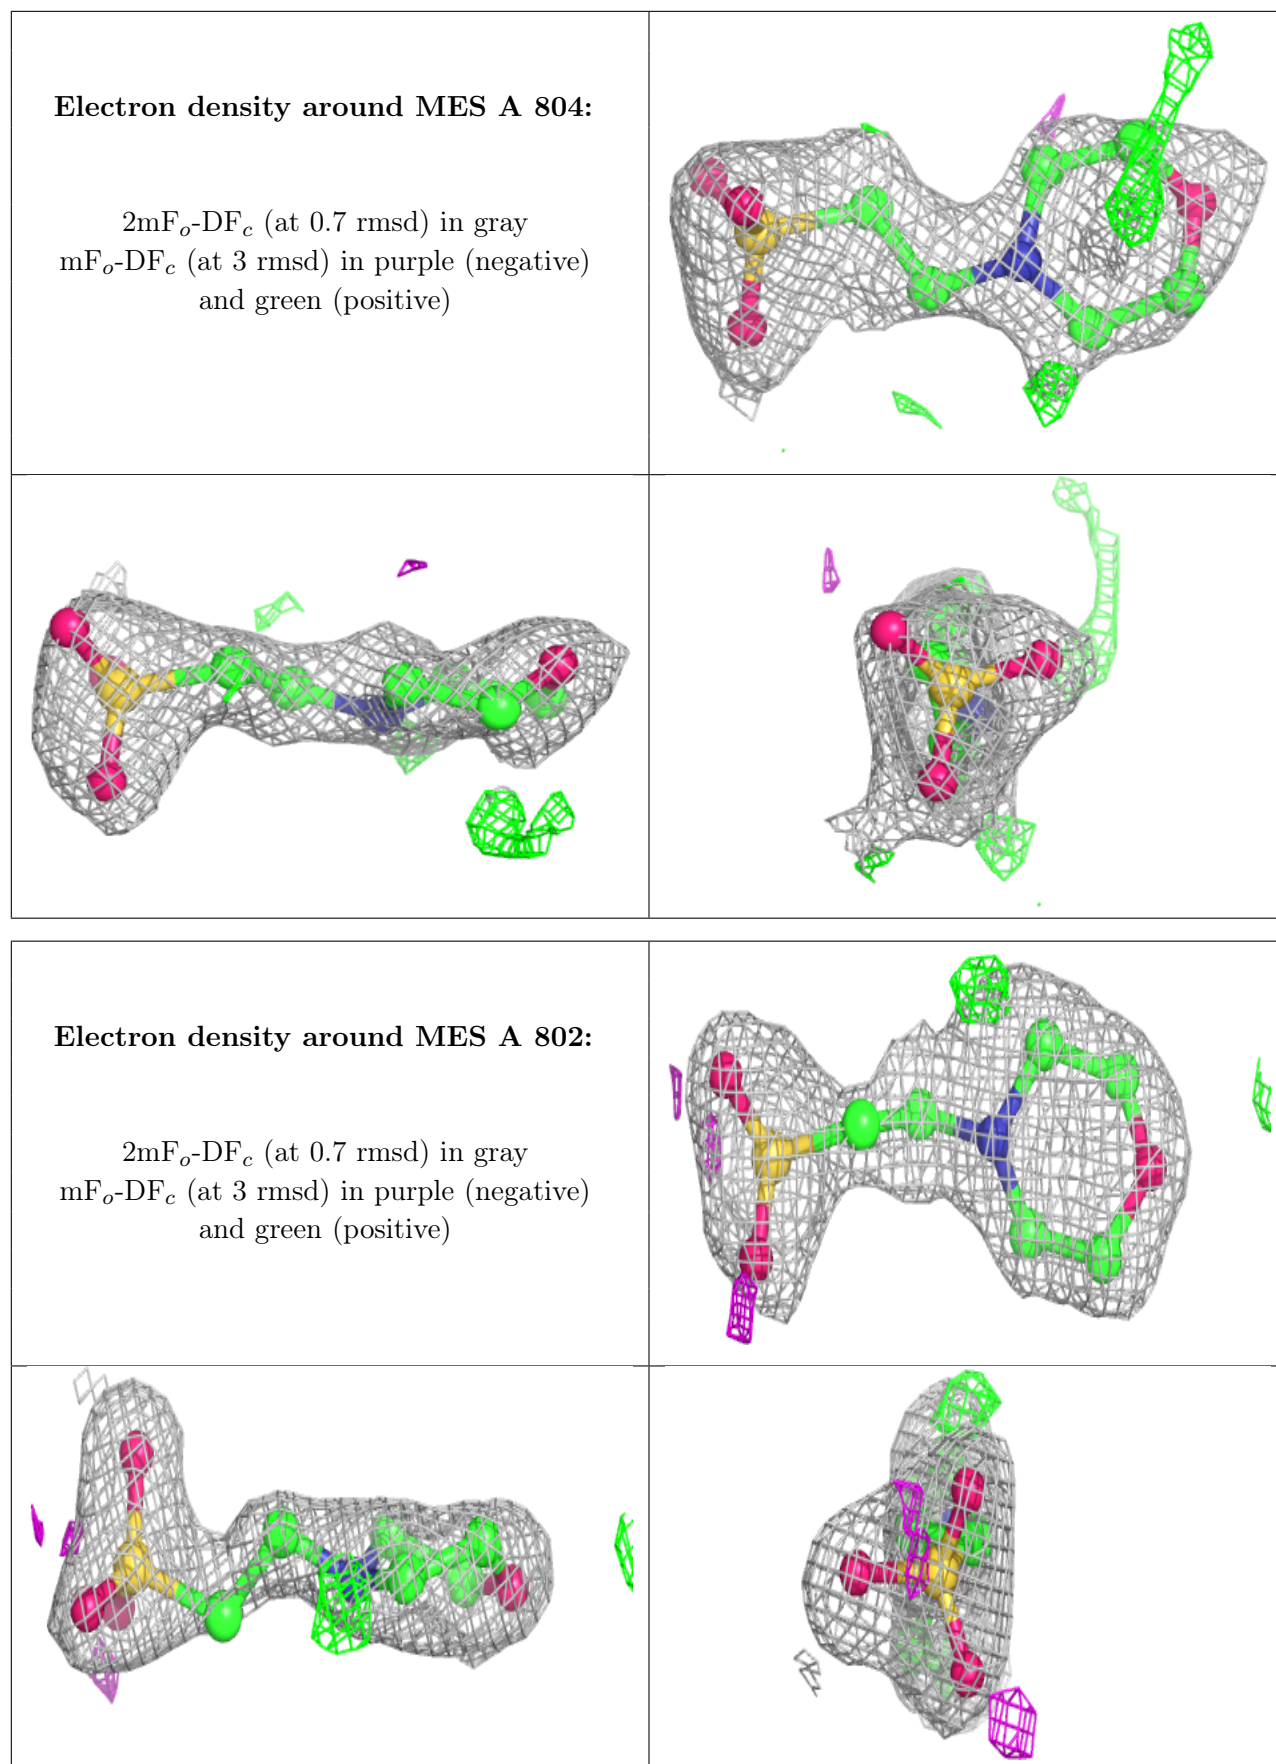 Electron density around MES A 804:
2mFo-DFc (at 0.7 rmsd) in gray
mFo-DFc (at 3 rmsd) in purple (negative)
and green (positive)
Electron density around MES A 802:
2mFo-DFc (at 0.7 rmsd) in gray
mFo-DFc (at 3 rmsd) in purple (negative)
and green (positive)